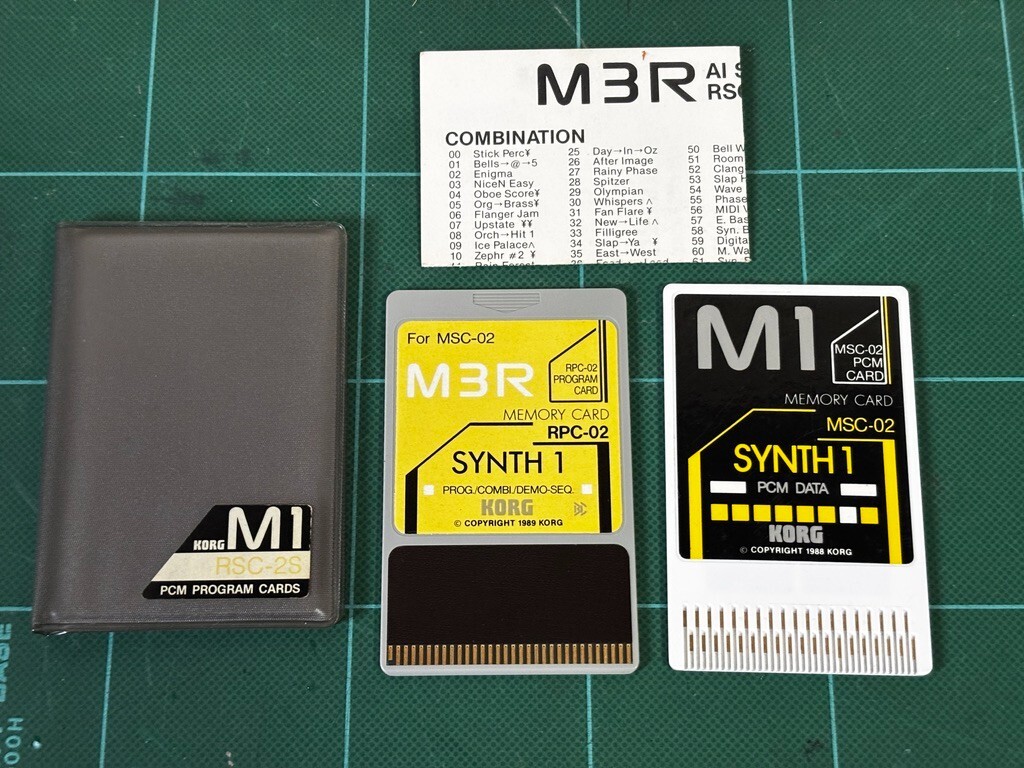 M3R AI
COMBINATION
00 Stick Perc¥
01 Bells→@→5
02 Enigma
03 NiceN Easy
04 Oboe Score¥
05 Org→Brass¥
06 Flanger Jam
07 Upstate ¥¥
08 Orch→Hit 1
09 Ice Palace∧
10 Zephr #2 ¥
25 Day→In→Oz
26 After Image
27 Rainy Phase
28 Spitzer
29 Olympian
30 Whispers ∧
31 Fan Flare ¥
32 New→Life ∧
33 Filligree
34 Slap→Ya ¥
35 East→West
50 Bell
51 Room
52 Clang
53 Slap
54 Wave
55 Phase
56 MIDI
57 E. Bas
58 Syn.
59 Digita
60 M. Wa
KORG M1
RSC-2S
PCM PROGRAM CARDS
For MSC-02
M3R
RPC-02
PROGRAM
CARD
MEMORY CARD
RPC-02
SYNTH 1
PROG./COMBI/DEMO-SEQ.
KORG
© COPYRIGHT 1989 KORG
M1
MSC-02
PCM
CARD
MEMORY CARD
MSC-02
SYNTH 1
PCM DATA
KORG
© COPYRIGHT 1988 KORG